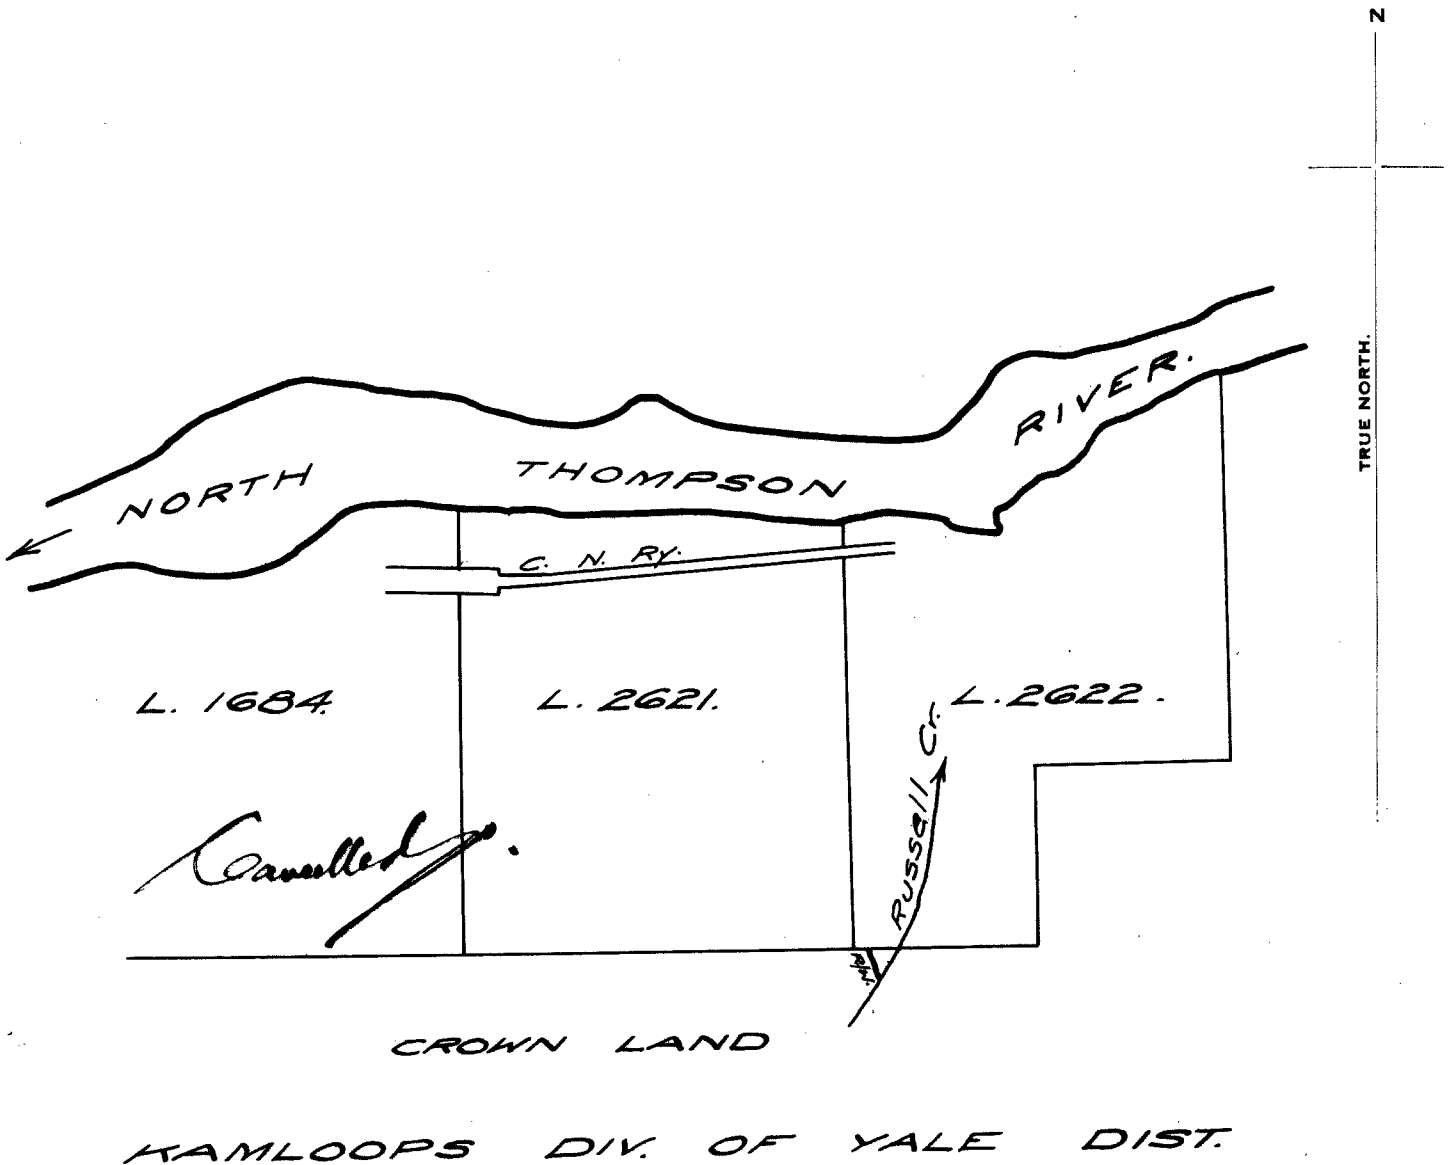 N
TRUE NORTH.
NORTH THOMPSON RIVER.
C. N. Ry.
L. 1684.
L. 2621.
L. 2622.
Russell Cr.
Cancelled
R/W.
CROWN LAND
KAMLOOPS DIV. OF YALE DIST.